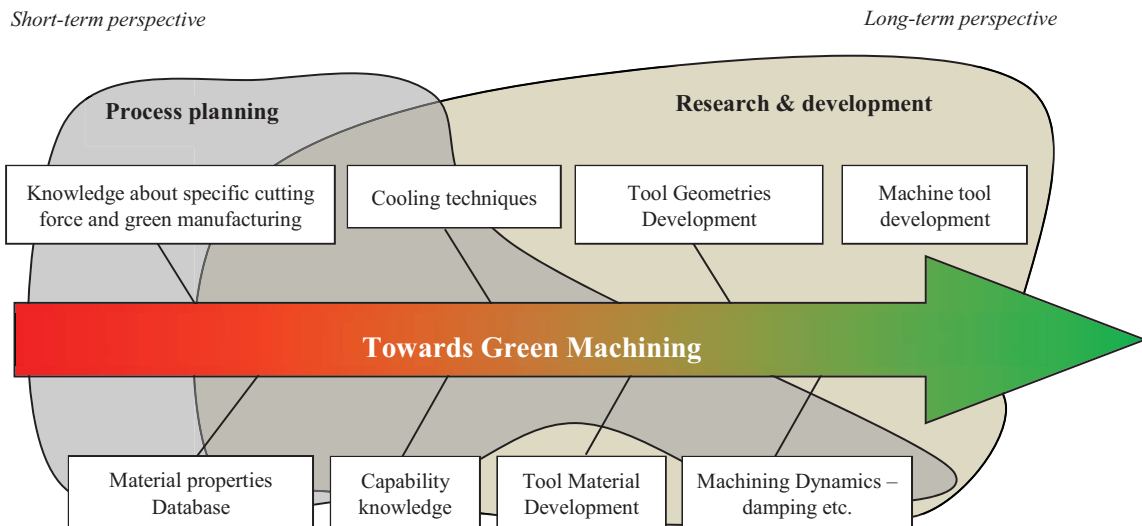 Short-term perspective
Long-term perspective
Process planning
Research & development
Knowledge about specific cutting
force and green manufacturing
Cooling techniques
Tool Geometries
Development
Machine tool
development
Towards Green Machining
Material properties
Database
Capability
knowledge
Tool Material
Development
Machining Dynamics –
damping etc.